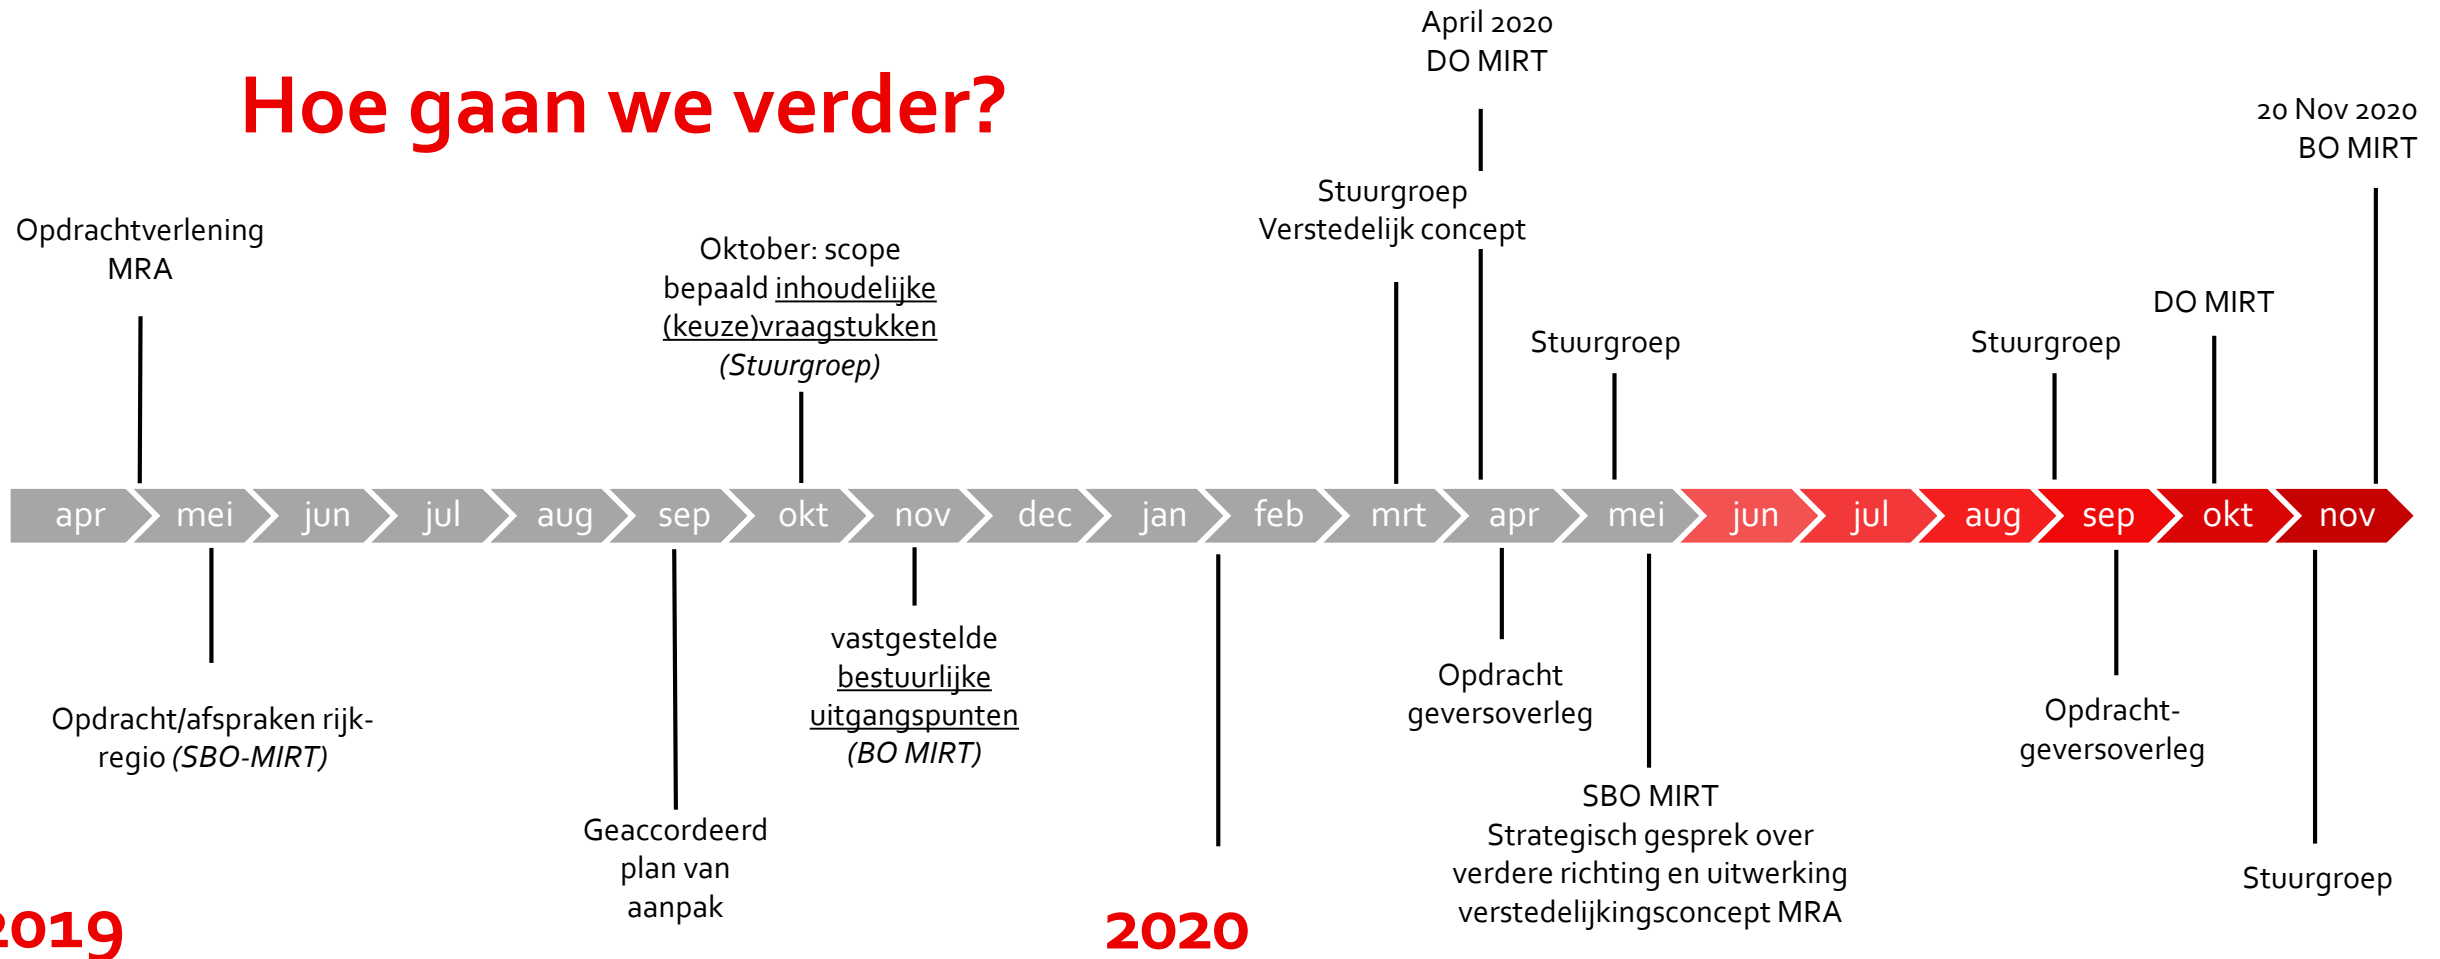 Hoe gaan we verder?
April 2020
DO MIRT
20 Nov 2020
BO MIRT
Opdrachtverlening
MRA
Oktober: scope
bepaald inhoudelijke
(keuze)vraagstukken
(Stuurgroep)
Stuurgroep
Verstedelijk concept
Stuurgroep
Stuurgroep
DO MIRT
apr mei jun jul aug sep okt nov dec jan feb mrt apr mei jun jul aug sep okt nov
Opdracht/afspraken rijk-
regio (SBO-MIRT)
Geaccordeerd
plan van
aanpak
vastgestelde
bestuurlijke
uitgangspunten
(BO MIRT)
Opdracht
geversoverleg
SBO MIRT
Strategisch gesprek over
verdere richting en uitwerking
verstedelijkingsconcept MRA
Opdracht-
geversoverleg
Stuurgroep
2019
2020